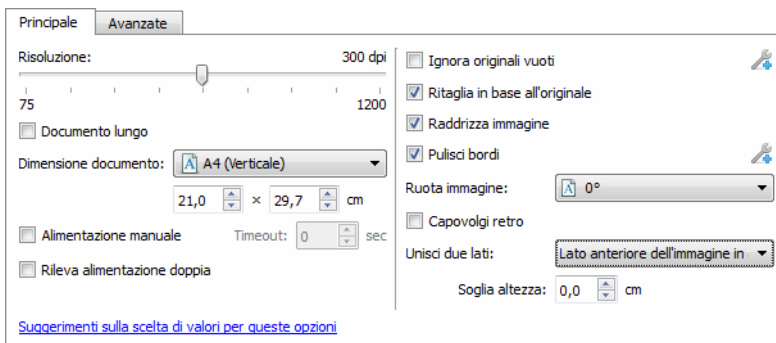 Principale
Avanzate
Risoluzione:
300 dpi
75
1200
Documento lungo
Dimensione documento:
A4 (Verticale)
21,0 × 29,7 cm
Alimentazione manuale
Timeout: 0 sec
Rileva alimentazione doppia
Suggerimenti sulla scelta di valori per queste opzioni
Ignora originali vuoti
Ritaglia in base all'originale
Raddrizza immagine
Pulisci bordi
Ruota immagine:
0°
Capovolgi retro
Unisci due lati:
Lato anteriore dell'immagine in
Soglia altezza: 0,0 cm